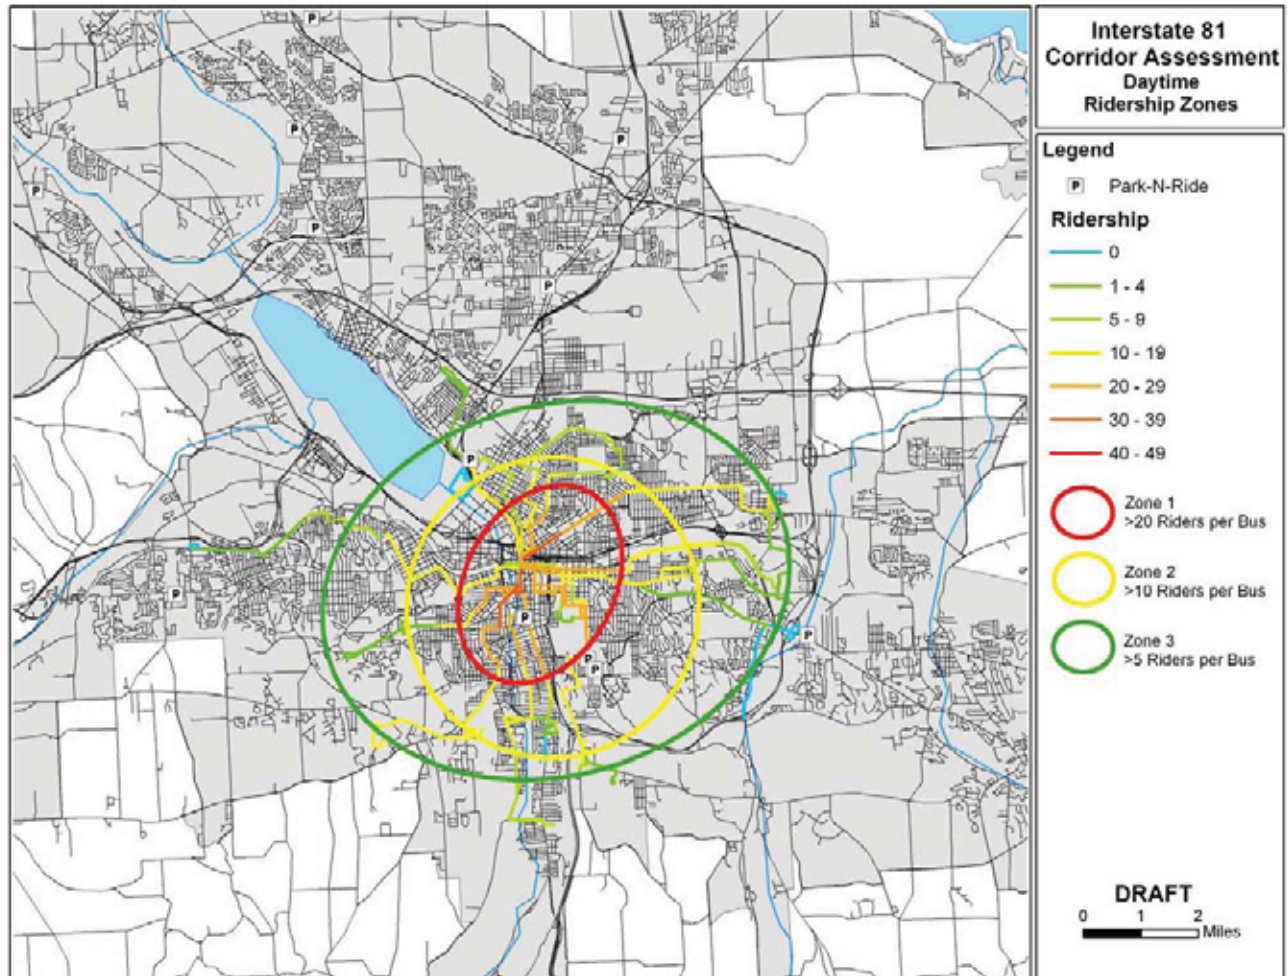 Interstate 81
Corridor Assessment
Daytime
Ridership Zones
Legend
P Park-N-Ride
Ridership
0
1 - 4
5 - 9
10 - 19
20 - 29
30 - 39
40 - 49
Zone 1
>20 Riders per Bus
Zone 2
>10 Riders per Bus
Zone 3
>5 Riders per Bus
DRAFT
0 1 2
Miles
P
P
P
P
P
P
P
P
P
P
P
P
P